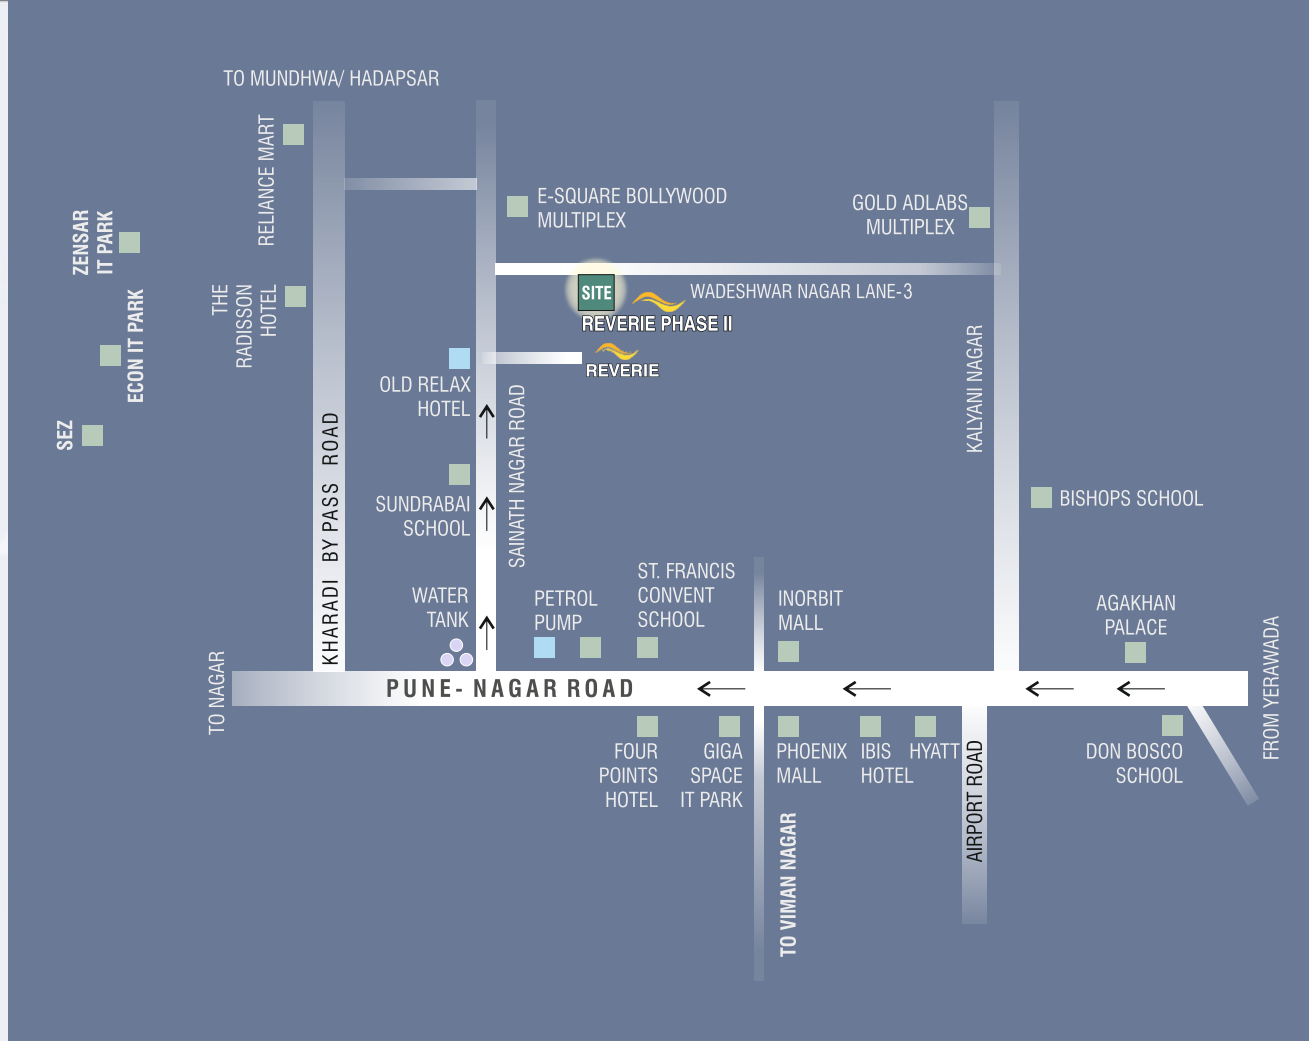 TO MUNDHWA/ HADAPSAR
RELIANCE MART
ZENSAR
IT PARK
E-SQUARE BOLLYWOOD
MULTIPLEX
GOLD ADLABS
MULTIPLEX
THE
RADISSON
HOTEL
ECON IT PARK
SITE
WADESHWAR NAGAR LANE-3
REVERIE PHASE II
REVERIE
OLD RELAX
HOTEL
SEZ
KHARADI BY PASS ROAD
SAINATH NAGAR ROAD
KALYANI NAGAR
SUNDRABAI
SCHOOL
BISHOPS SCHOOL
WATER
TANK
PETROL
PUMP
ST. FRANCIS
CONVENT
SCHOOL
INORBIT
MALL
AGAKHAN
PALACE
TO NAGAR
PUNE- NAGAR ROAD
FROM YERAWADA
FOUR
POINTS
HOTEL
GIGA
SPACE
IT PARK
PHOENIX
MALL
IBIS
HOTEL
HYATT
AIRPORT ROAD
DON BOSCO
SCHOOL
TO VIMAN NAGAR